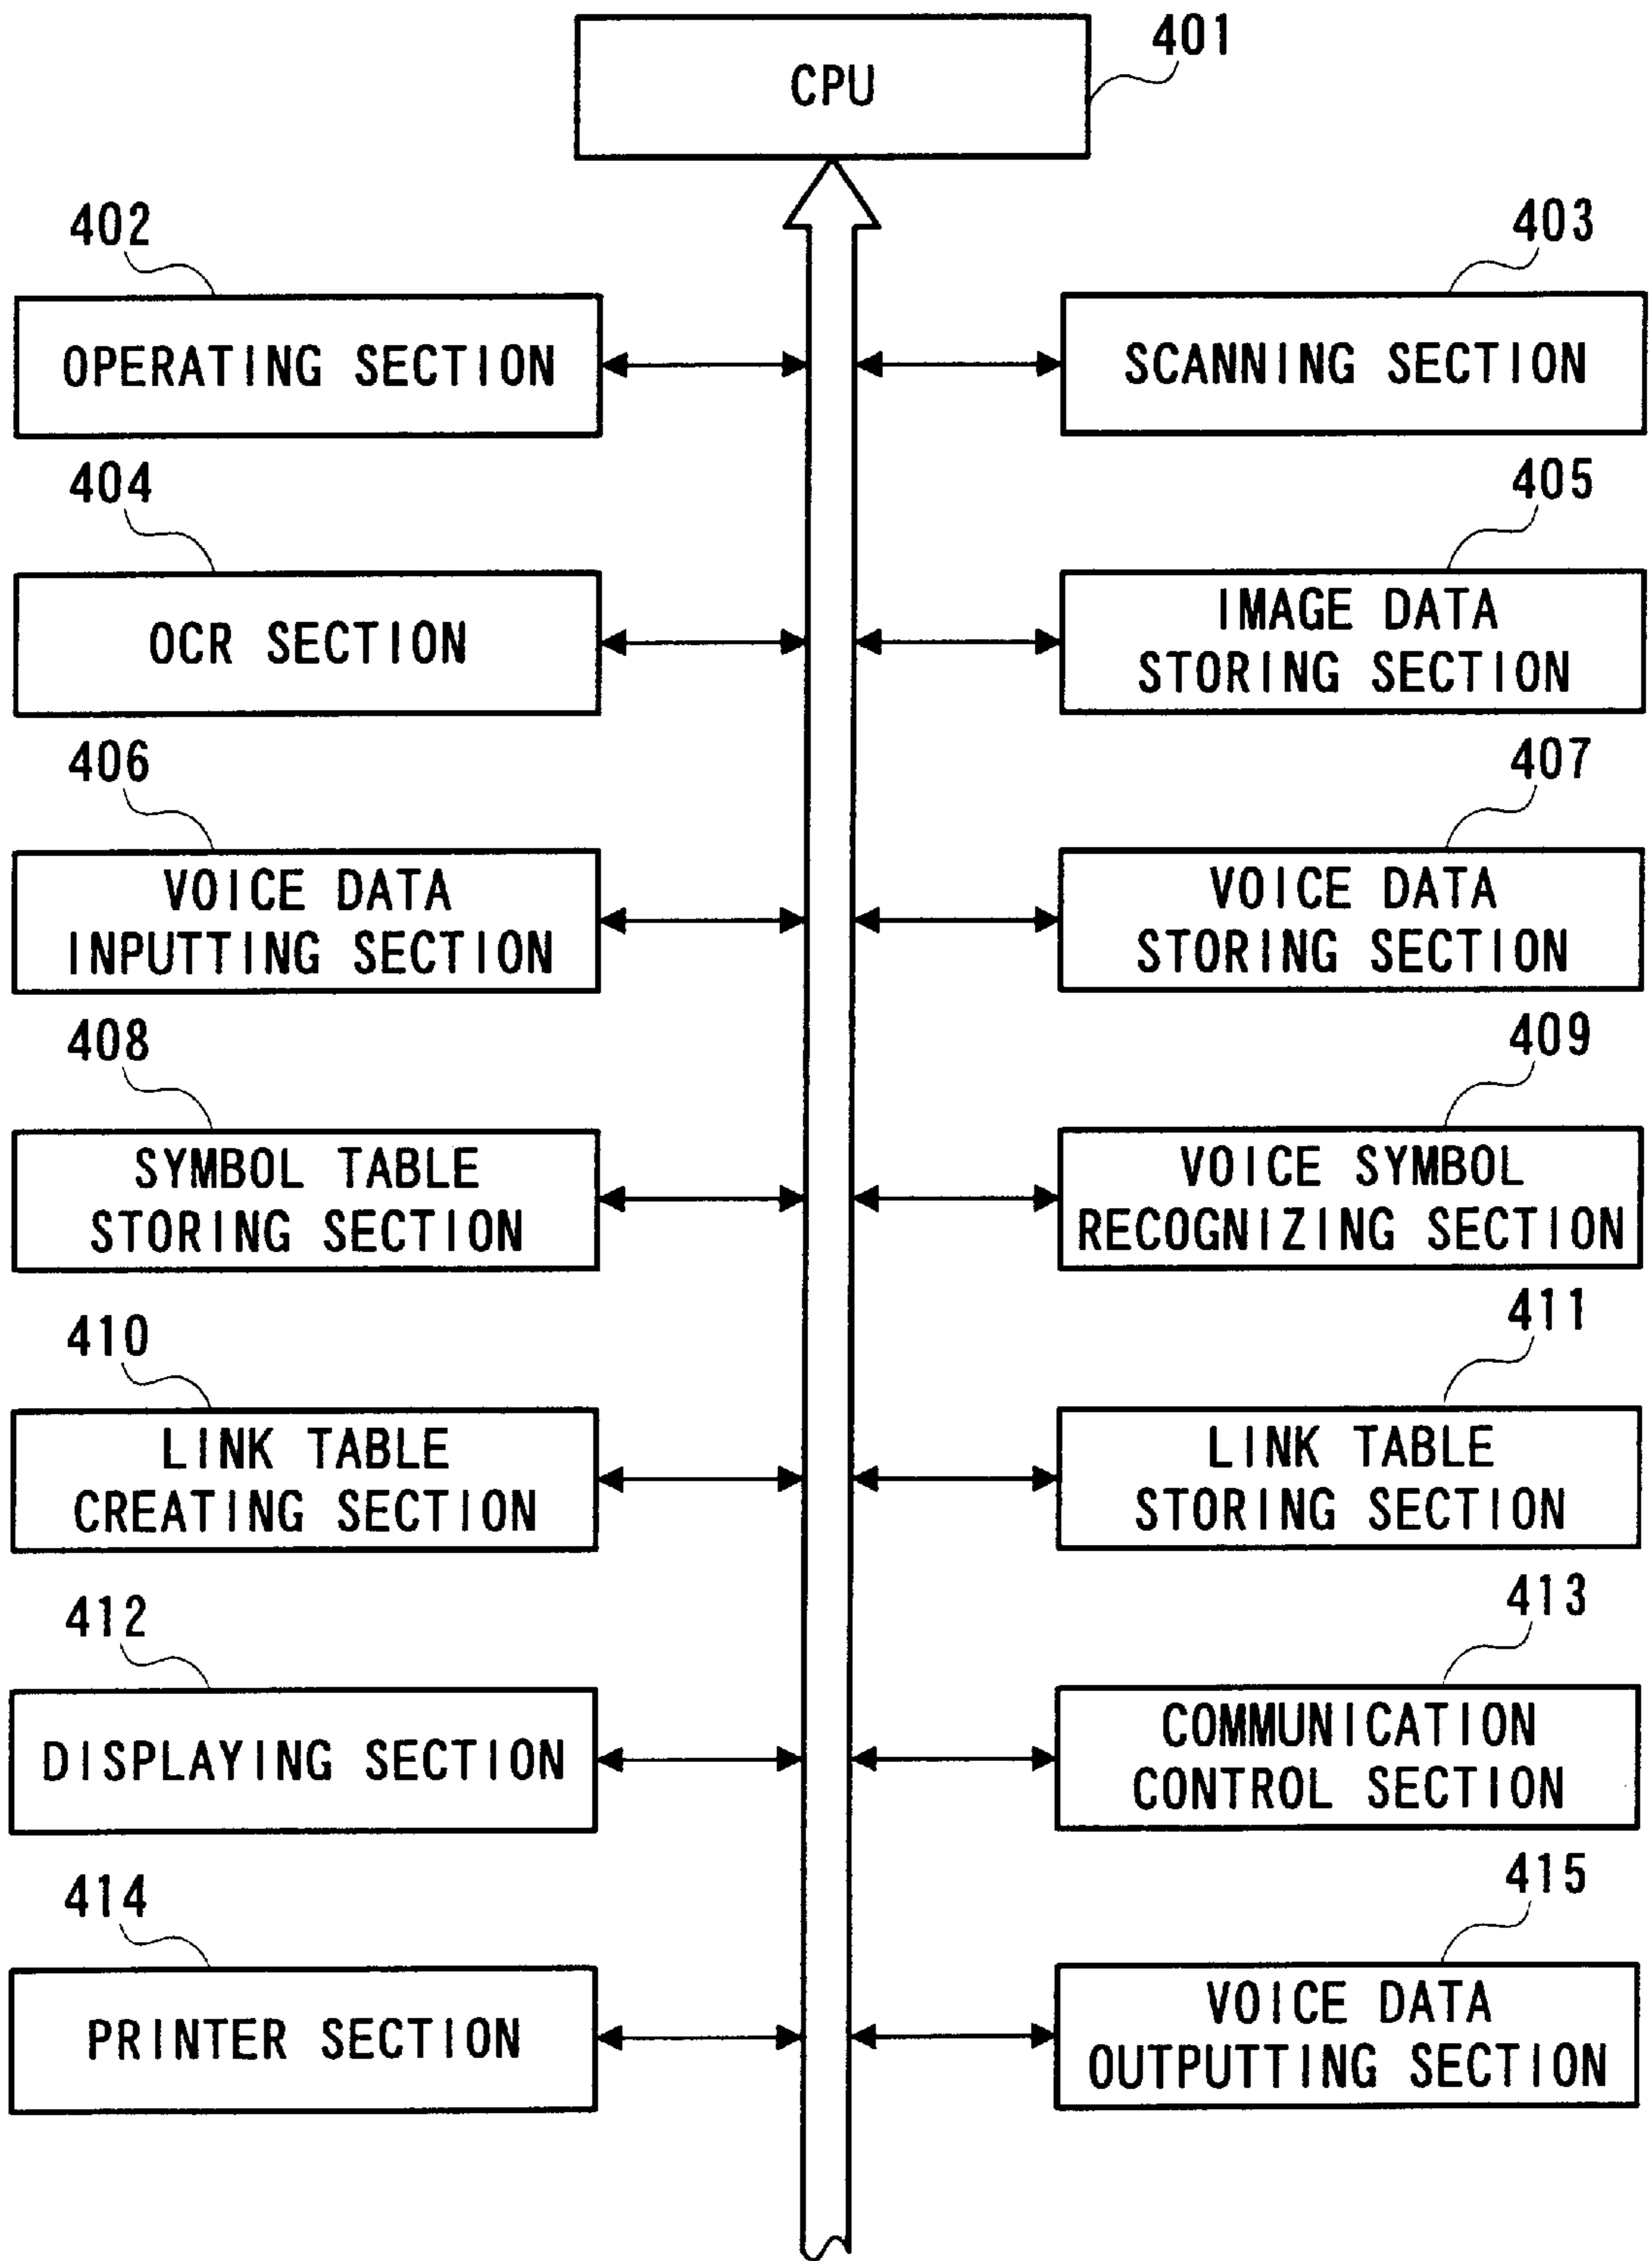 CPU
401
402
403
OPERATING SECTION
SCANNING SECTION
404
405
OCR SECTION
IMAGE DATA
STORING SECTION
406
407
VOICE DATA
INPUTTING SECTION
VOICE DATA
STORING SECTION
408
409
SYMBOL TABLE
STORING SECTION
VOICE SYMBOL
RECOGNIZING SECTION
410
411
LINK TABLE
CREATING SECTION
LINK TABLE
STORING SECTION
412
413
DISPLAYING SECTION
COMMUNICATION
CONTROL SECTION
414
415
PRINTER SECTION
VOICE DATA
OUTPUTTING SECTION